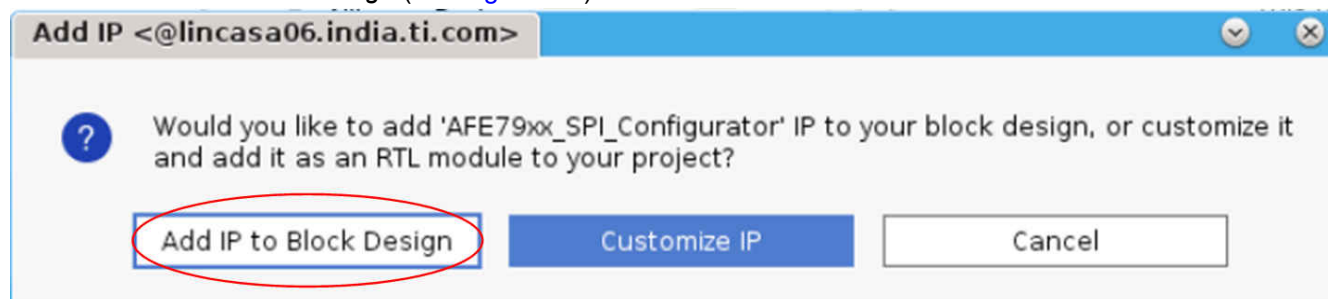 Add IP <@lincasa06.india.ti.com>
?
Would you like to add 'AFE79xx_SPI_Configurator' IP to your block design, or customize it
and add it as an RTL module to your project?
Add IP to Block Design
Customize IP
Cancel